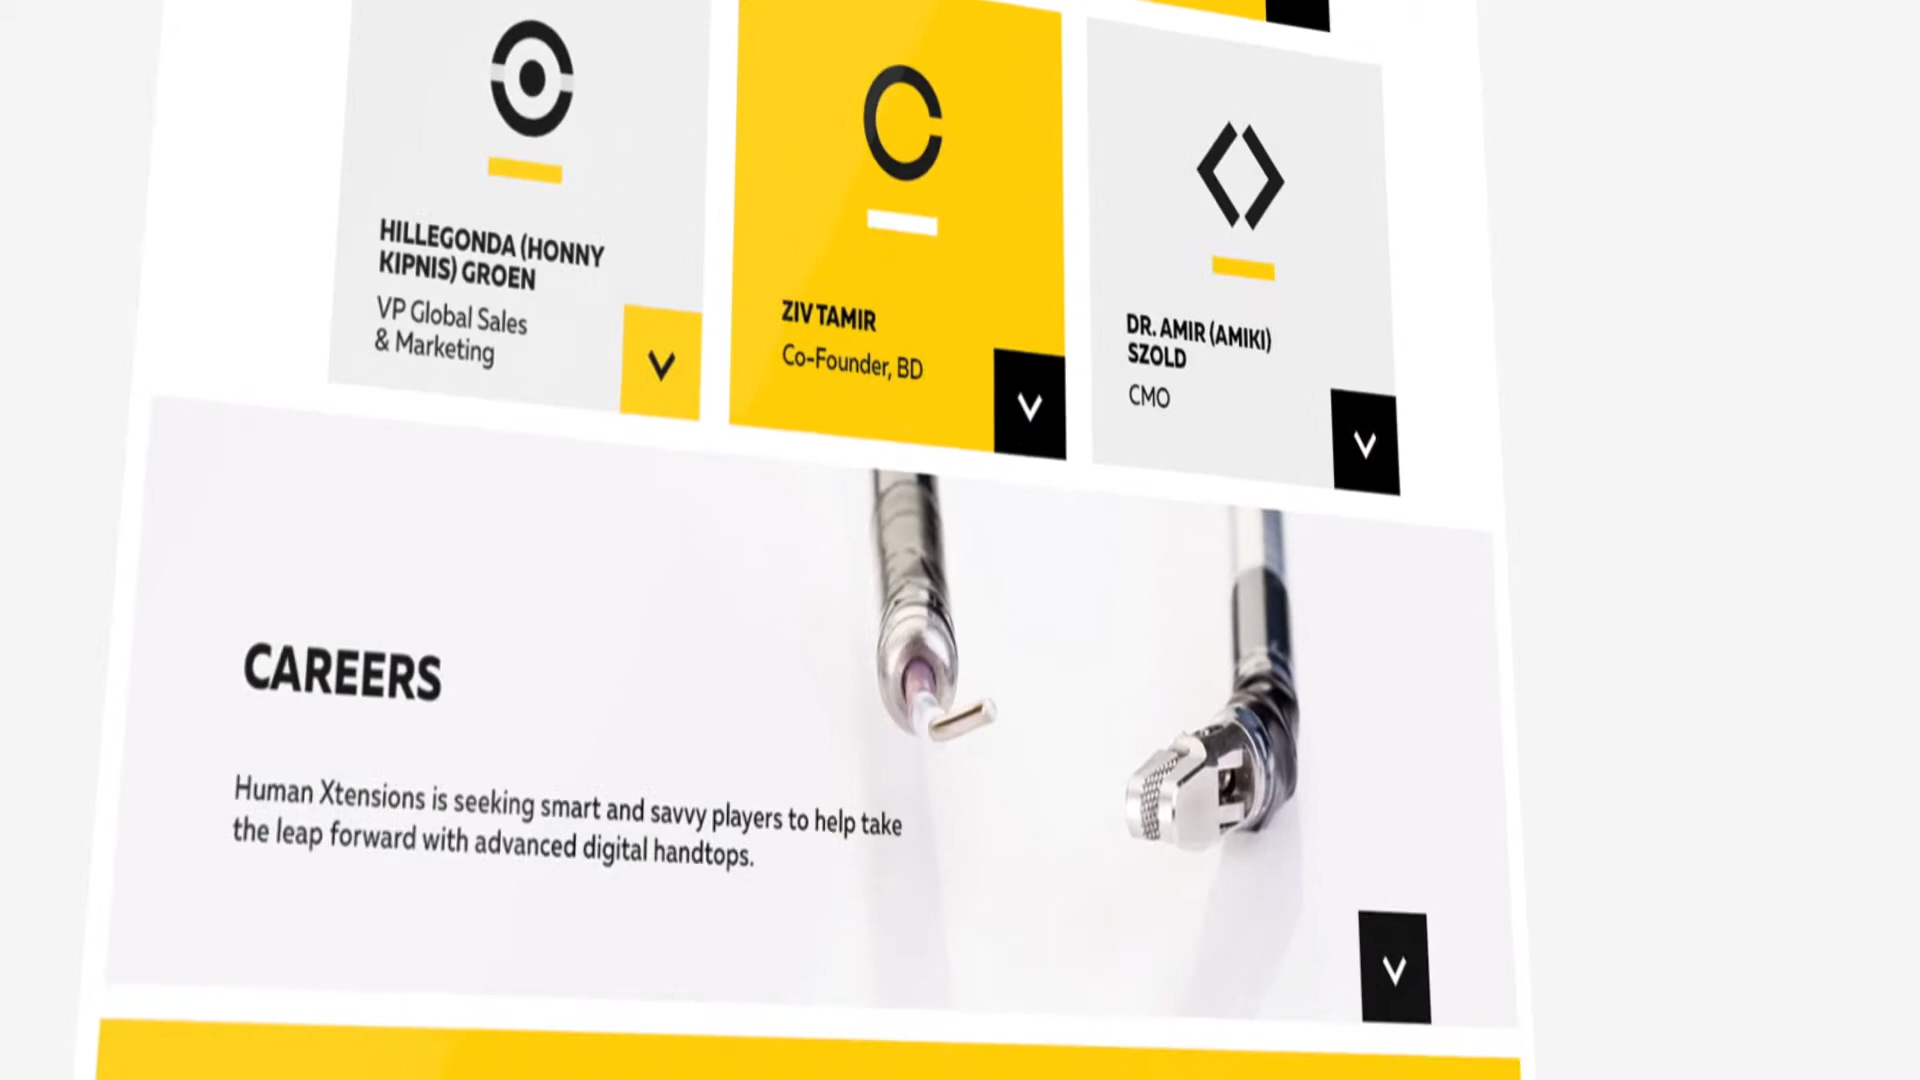 HILLEGONDA (HONNY
KIPNIS) GROEN
VP Global Sales
& Marketing
ZIV TAMIR
Co-Founder, BD
DR. AMIR (AMIKI)
SZOLD
CMO
CAREERS
Human Xtensions is seeking smart and savvy players to help take
the leap forward with advanced digital handtops.